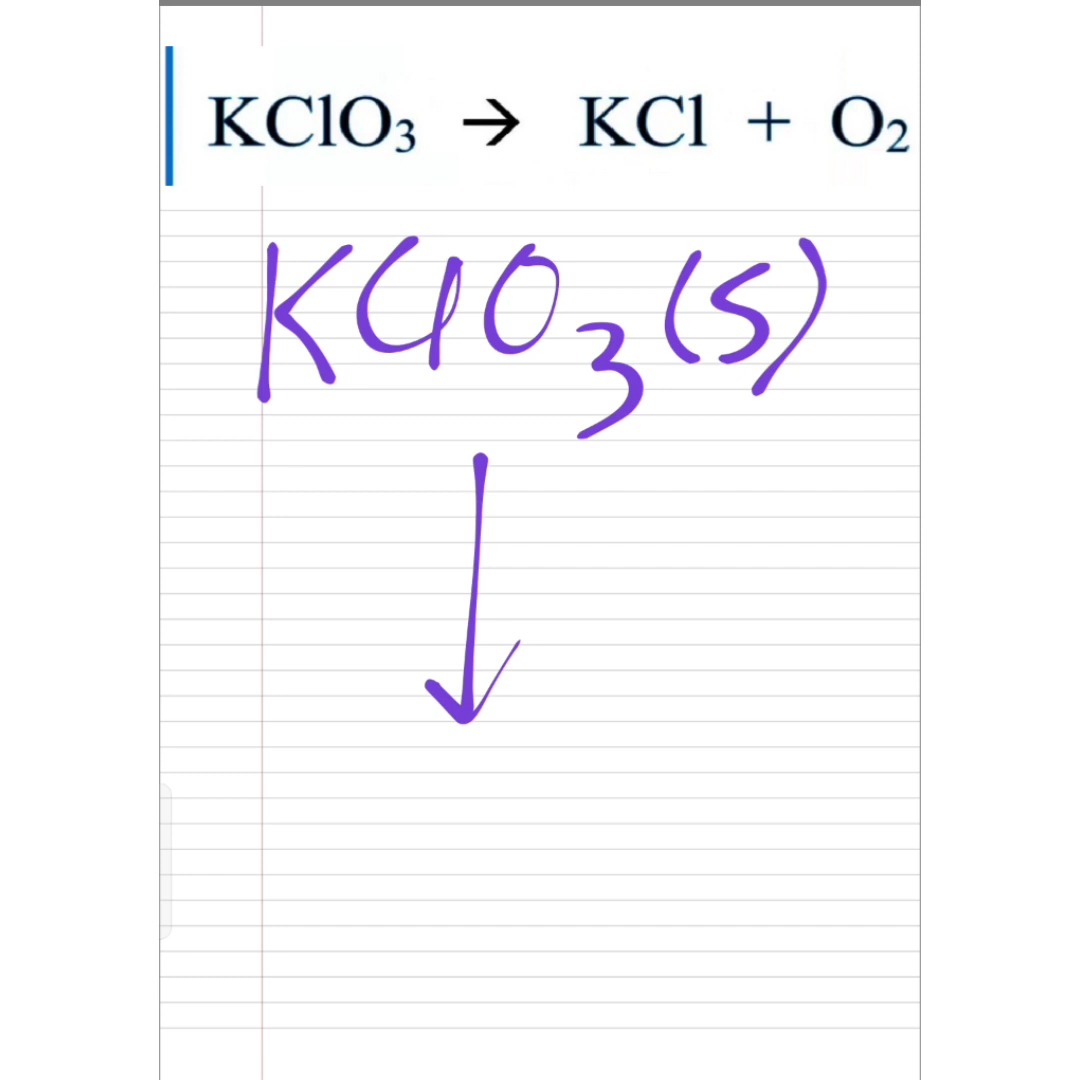 KClO₃ → KCl + O₂
KClO₃(s)
↓